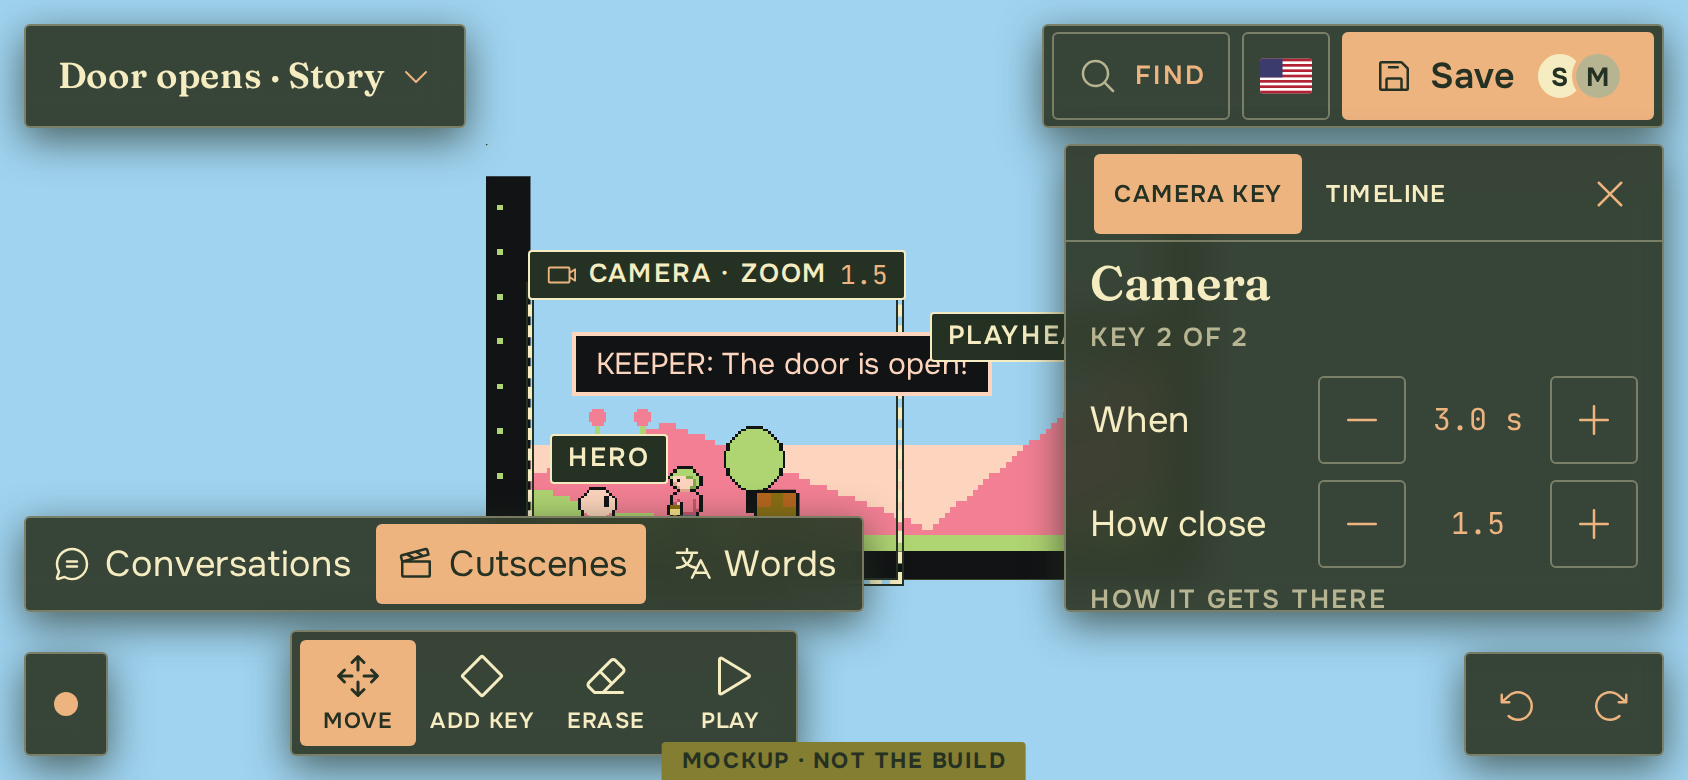 Door opens · Story
FIND
Save
S
M
CAMERA KEY
TIMELINE
CAMERA · ZOOM 1.5
Camera
KEY 2 OF 2
KEEPER: The door is open!
When
3.0 s
HERO
How close
1.5
Conversations
Cutscenes
Words
HOW IT GETS THERE
MOVE
ADD KEY
ERASE
PLAY
MOCKUP · NOT THE BUILD